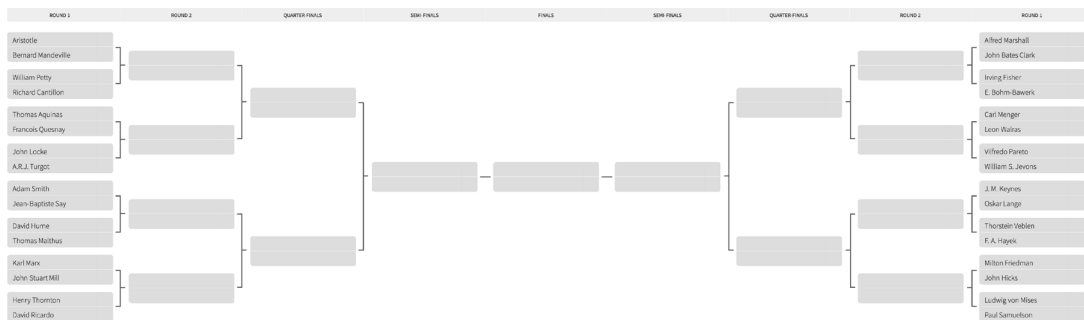 ROUND 1 ROUND 2 QUARTER-FINALS SEMI-FINALS FINALS SEMI-FINALS QUARTER-FINALS ROUND 2 ROUND 1
Aristotle
Bernard Mandeville
William Petty
Richard Cantillon
Thomas Aquinas
Francois Quesnay
John Locke
A.R.J. Turgot
Adam Smith
Jean-Baptiste Say
David Hume
Thomas Malthus
Karl Marx
John Stuart Mill
Henry Thornton
David Ricardo
Alfred Marshall
John Bates Clark
Irving Fisher
E. Bohm-Bawerk
Carl Menger
Leon Walras
Vilfredo Pareto
William S. Jevons
J. M. Keynes
Oskar Lange
Thorstein Veblen
F. A. Hayek
Milton Friedman
John Hicks
Ludwig von Mises
Paul Samuelson